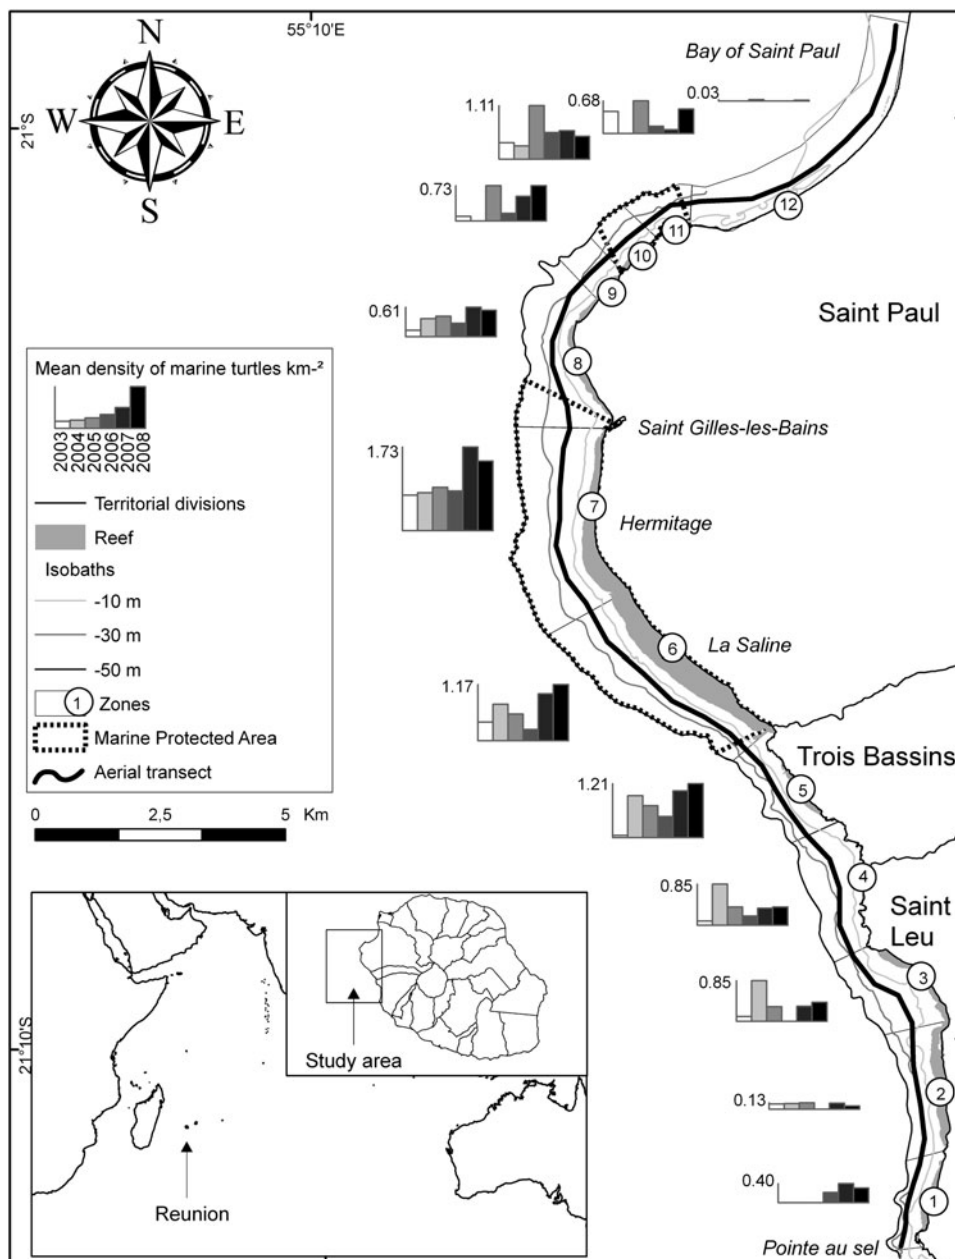 55°10'E
N
W
E
S
21°S
Bay of Saint Paul
1.11
0.68
0.03
0.73
12
11
10
9
0.61
Saint Paul
8
Mean density of marine turtles km-²
2003
2004
2005
2006
2007
2008
Territorial divisions
Reef
Isobaths
-10 m
-30 m
-50 m
1 Zones
Marine Protected Area
Aerial transect
0 2,5 5 Km
Saint Gilles-les-Bains
1.73
7
Hermitage
6
La Saline
1.17
Trois Bassins
5
1.21
4
0.85
Saint
Leu
3
0.85
21°10'S
2
0.13
0.40
1
Pointe au sel
Study area
Reunion